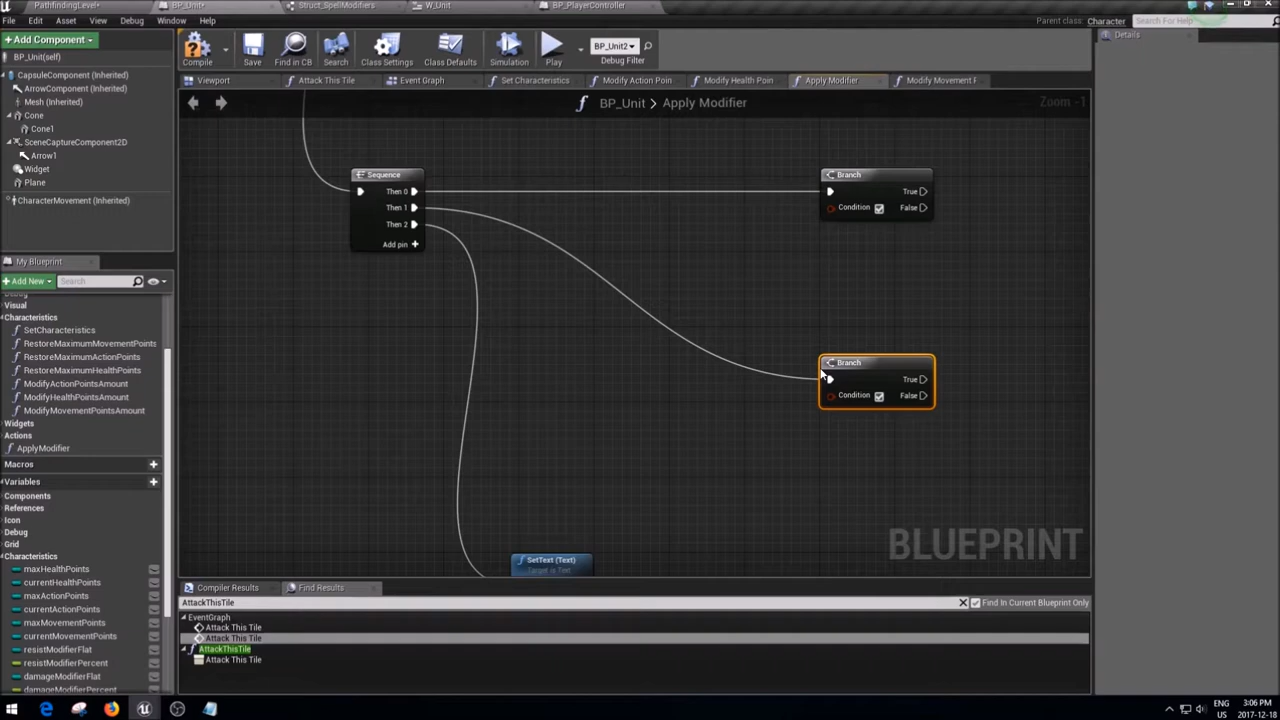 PathfindingLevel•
BP_Unit*
Struct_SpellModifiers
W_Unit
BP_PlayerController
File
Edit
Asset
View
Debug
Window
Help
Parent class: Character
Search For Help
Add Component
Compile
Save
Find in CB
Search
Class Settings
Class Defaults
Simulation
Play
BP_Unit2
Debug Filter
Details
BP_Unit(self)
CapsuleComponent (Inherited)
ArrowComponent (Inherited)
Mesh (Inherited)
Cone
Cone1
SceneCaptureComponent2D
Arrow1
Widget
Plane
CharacterMovement (Inherited)
Viewport
Attack This Tile
Event Graph
Set Characteristics
Modify Action Poin
Modify Health Poin
Apply Modifier
Modify Movement F
BP_Unit > Apply Modifier
Zoom -1
Sequence
Then 0
Then 1
Then 2
Add pin +
Branch
True
Condition
False
Branch
True
Condition
False
SetText (Text)
Target is Text
BLUEPRINT
My Blueprint
Add New
Search
Visual
Characteristics
SetCharacteristics
RestoreMaximumMovementPoints
RestoreMaximumActionPoints
RestoreMaximumHealthPoints
ModifyActionPointsAmount
ModifyHealthPointsAmount
ModifyMovementPointsAmount
Widgets
Actions
ApplyModifier
Macros
Variables
Components
References
Icon
Debug
Grid
Characteristics
maxHealthPoints
currentHealthPoints
maxActionPoints
currentActionPoints
maxMovementPoints
currentMovementPoints
resistModifierFlat
resistModifierPercent
damageModifierFlat
damageModifierPercent
Compiler Results
Find Results
AttackThisTile
Find In Current Blueprint Only
EventGraph
Attack This Tile
Attack This Tile
AttackThisTile
Attack This Tile
ENG
US
3:06 PM
2017-12-18